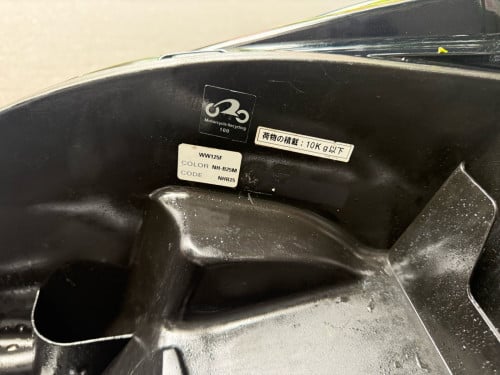 Motorcycle Recycling
100
荷物の積載：10Kg以下
WW125F
COLOR NH-B25M
CODE NHB25